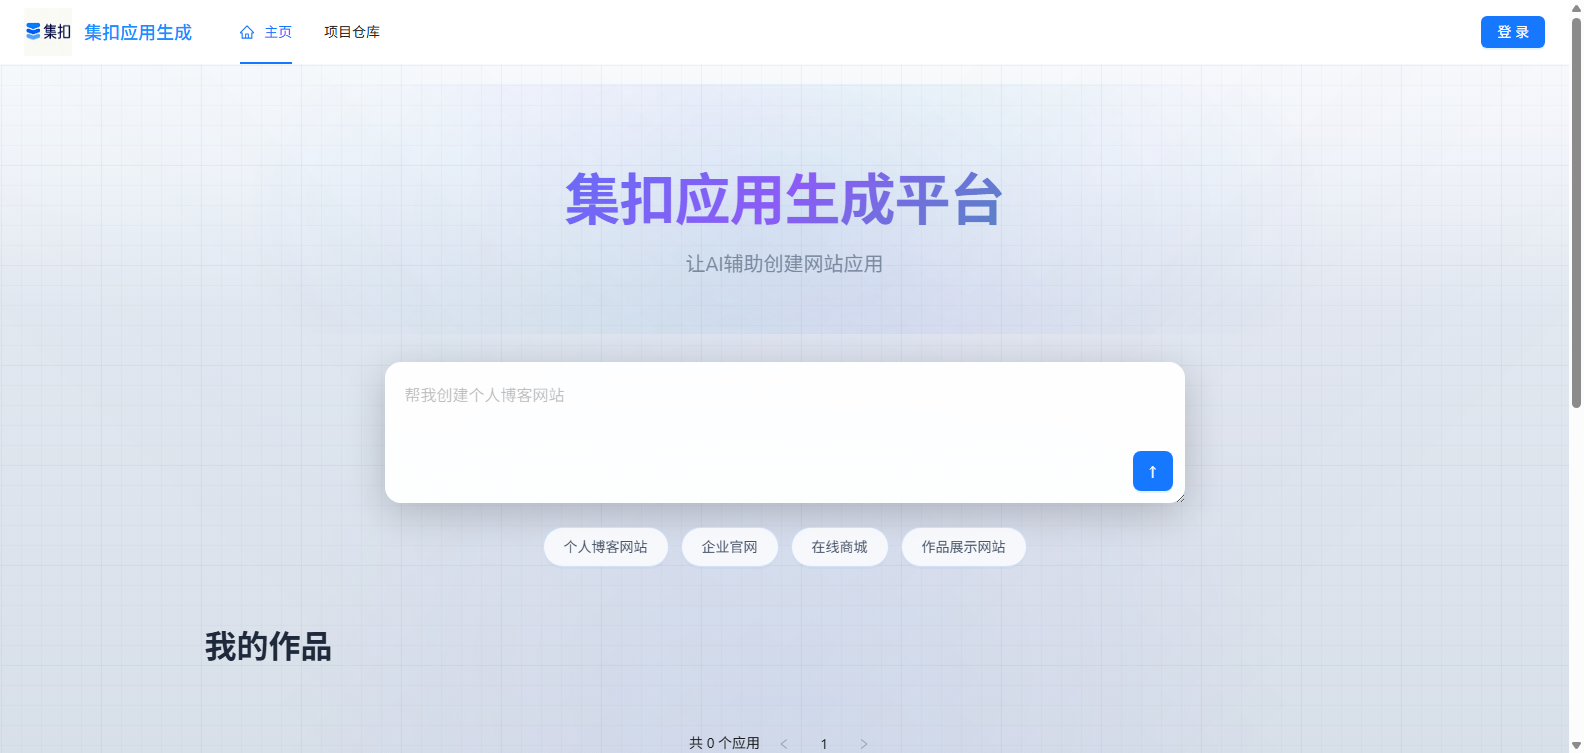 集扣 集扣应用生成 主页 项目仓库 登 录
集扣应用生成平台
让AI辅助创建网站应用
帮我创建个人博客网站
↑
个人博客网站 企业官网 在线商城 作品展示网站
我的作品
共 0 个应用 < 1 >